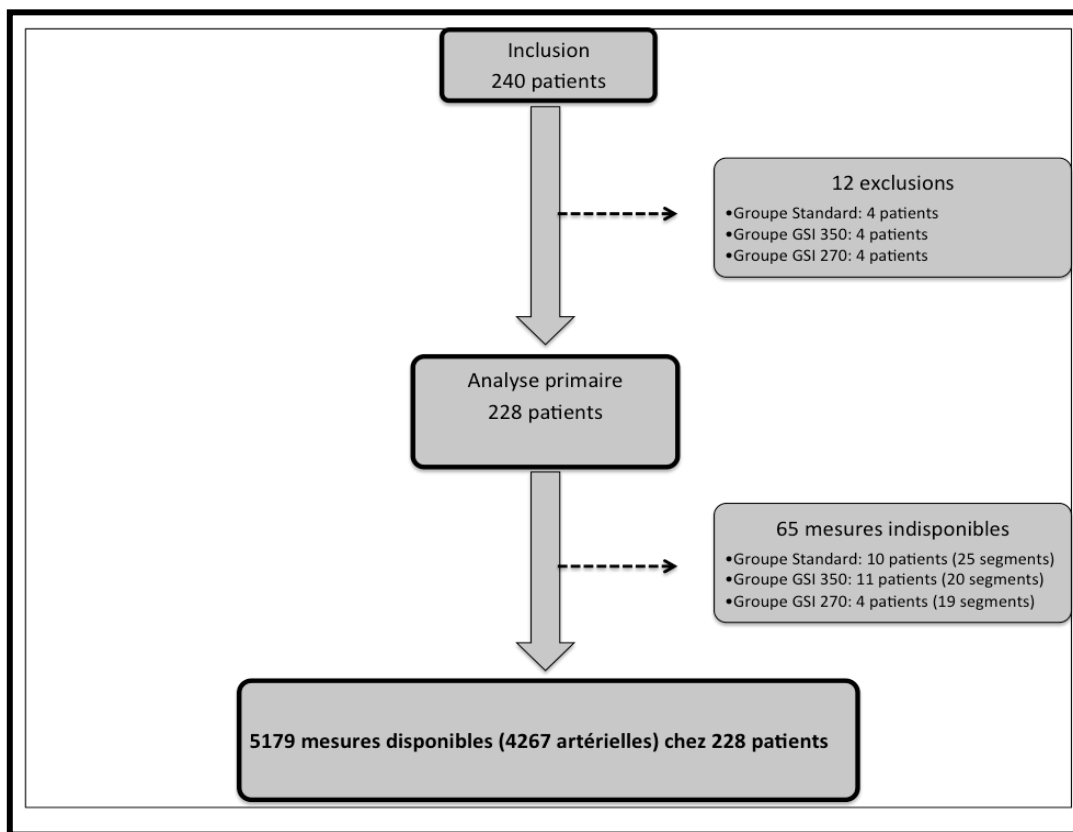 Inclusion
240 patients
12 exclusions
•Groupe Standard: 4 patients
•Groupe GSI 350: 4 patients
•Groupe GSI 270: 4 patients
Analyse primaire
228 patients
65 mesures indisponibles
•Groupe Standard: 10 patients (25 segments)
•Groupe GSI 350: 11 patients (20 segments)
•Groupe GSI 270: 4 patients (19 segments)
5179 mesures disponibles (4267 artérielles) chez 228 patients